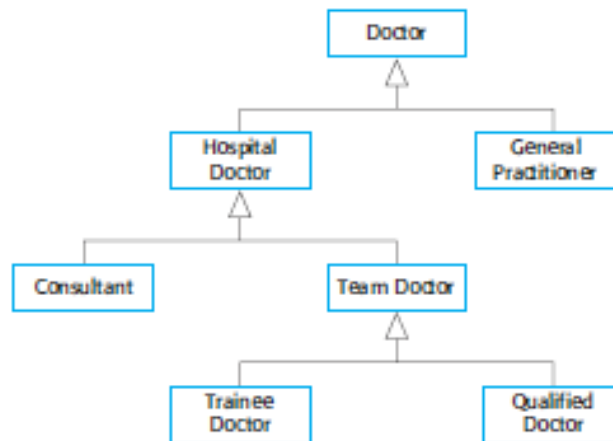 Doctor
Hospital
Doctor
General
Practitioner
Consultant
Team Doctor
Trainee
Doctor
Qualified
Doctor